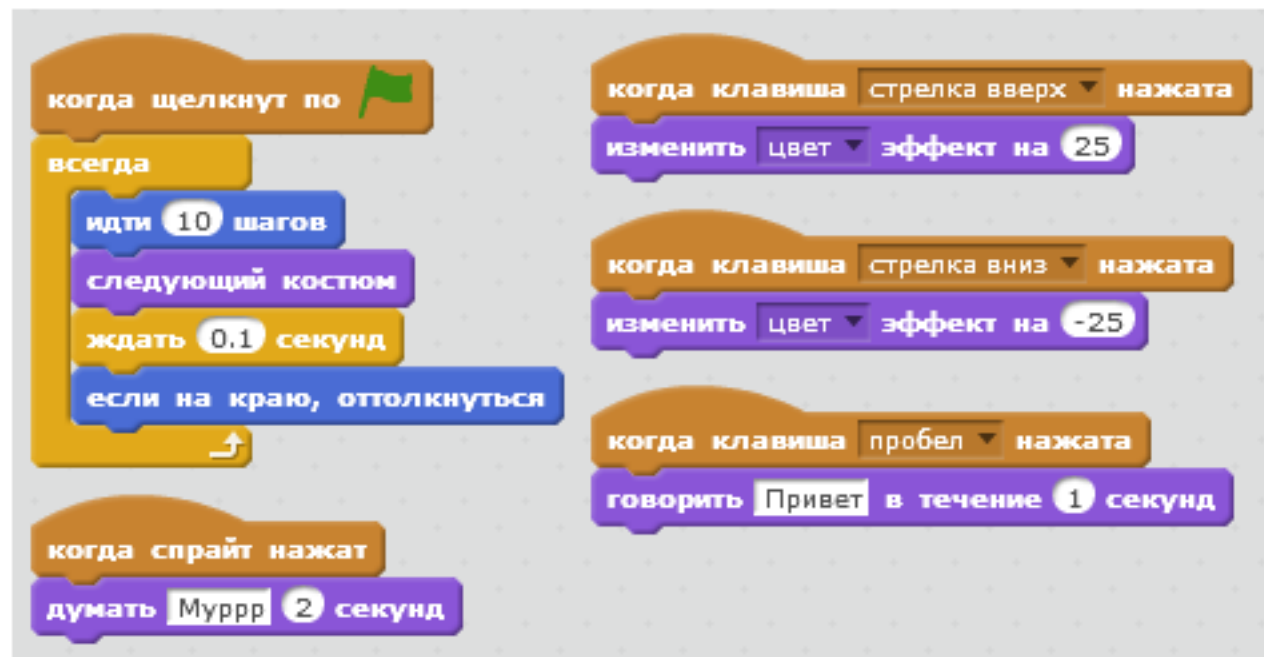 когда щелкнут по
всегда
идти 10 шагов
следующий костюм
ждать 0.1 секунд
если на краю, оттолкнуться
когда спрайт нажат
думать Муррр 2 секунд
когда клавиша стрелка вверх нажата
изменить цвет эффект на 25
когда клавиша стрелка вниз нажата
изменить цвет эффект на -25
когда клавиша пробел нажата
говорить Привет в течение 1 секунд